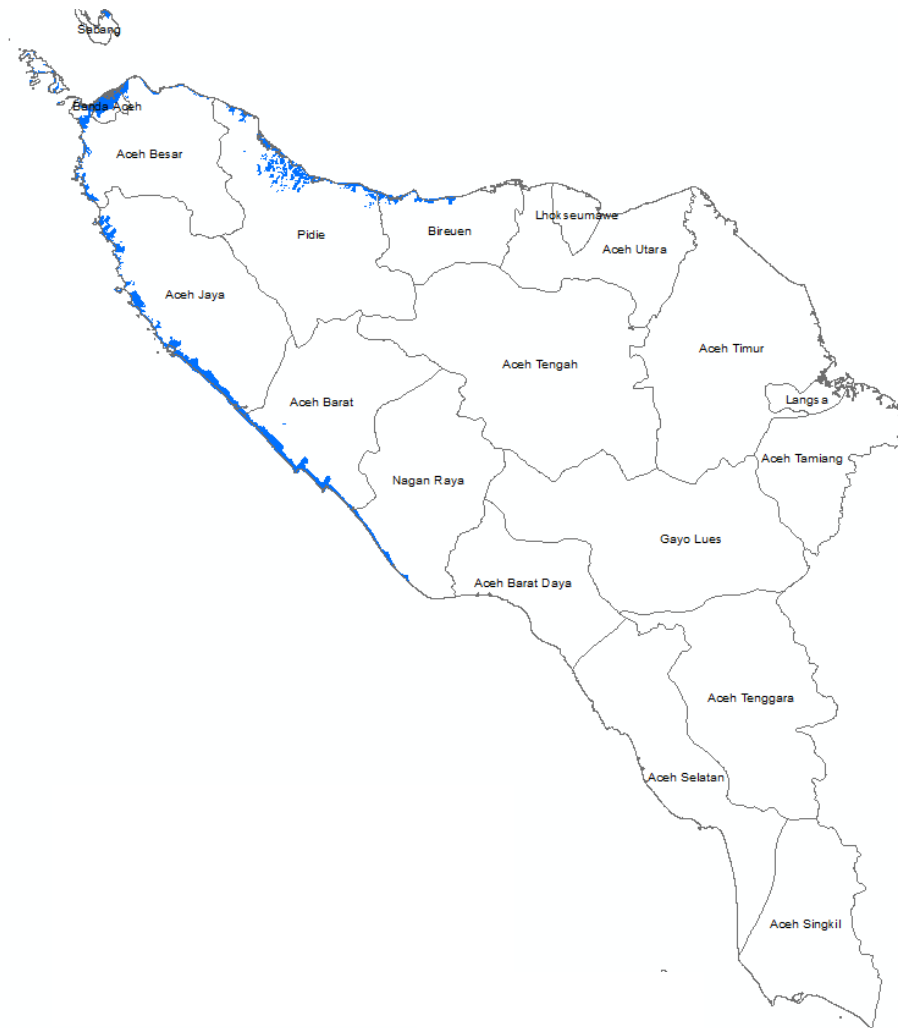 Sabang
Banda Aceh
Aceh Besar
Lhokseumawe
Pidie
Bireuen
Aceh Utara
Aceh Jaya
Aceh Timur
Aceh Tengah
Aceh Barat
Langsa
Aceh Tamiang
Nagan Raya
Gayo Lues
Aceh Barat Daya
Aceh Tenggara
Aceh Selatan
Aceh Singkil